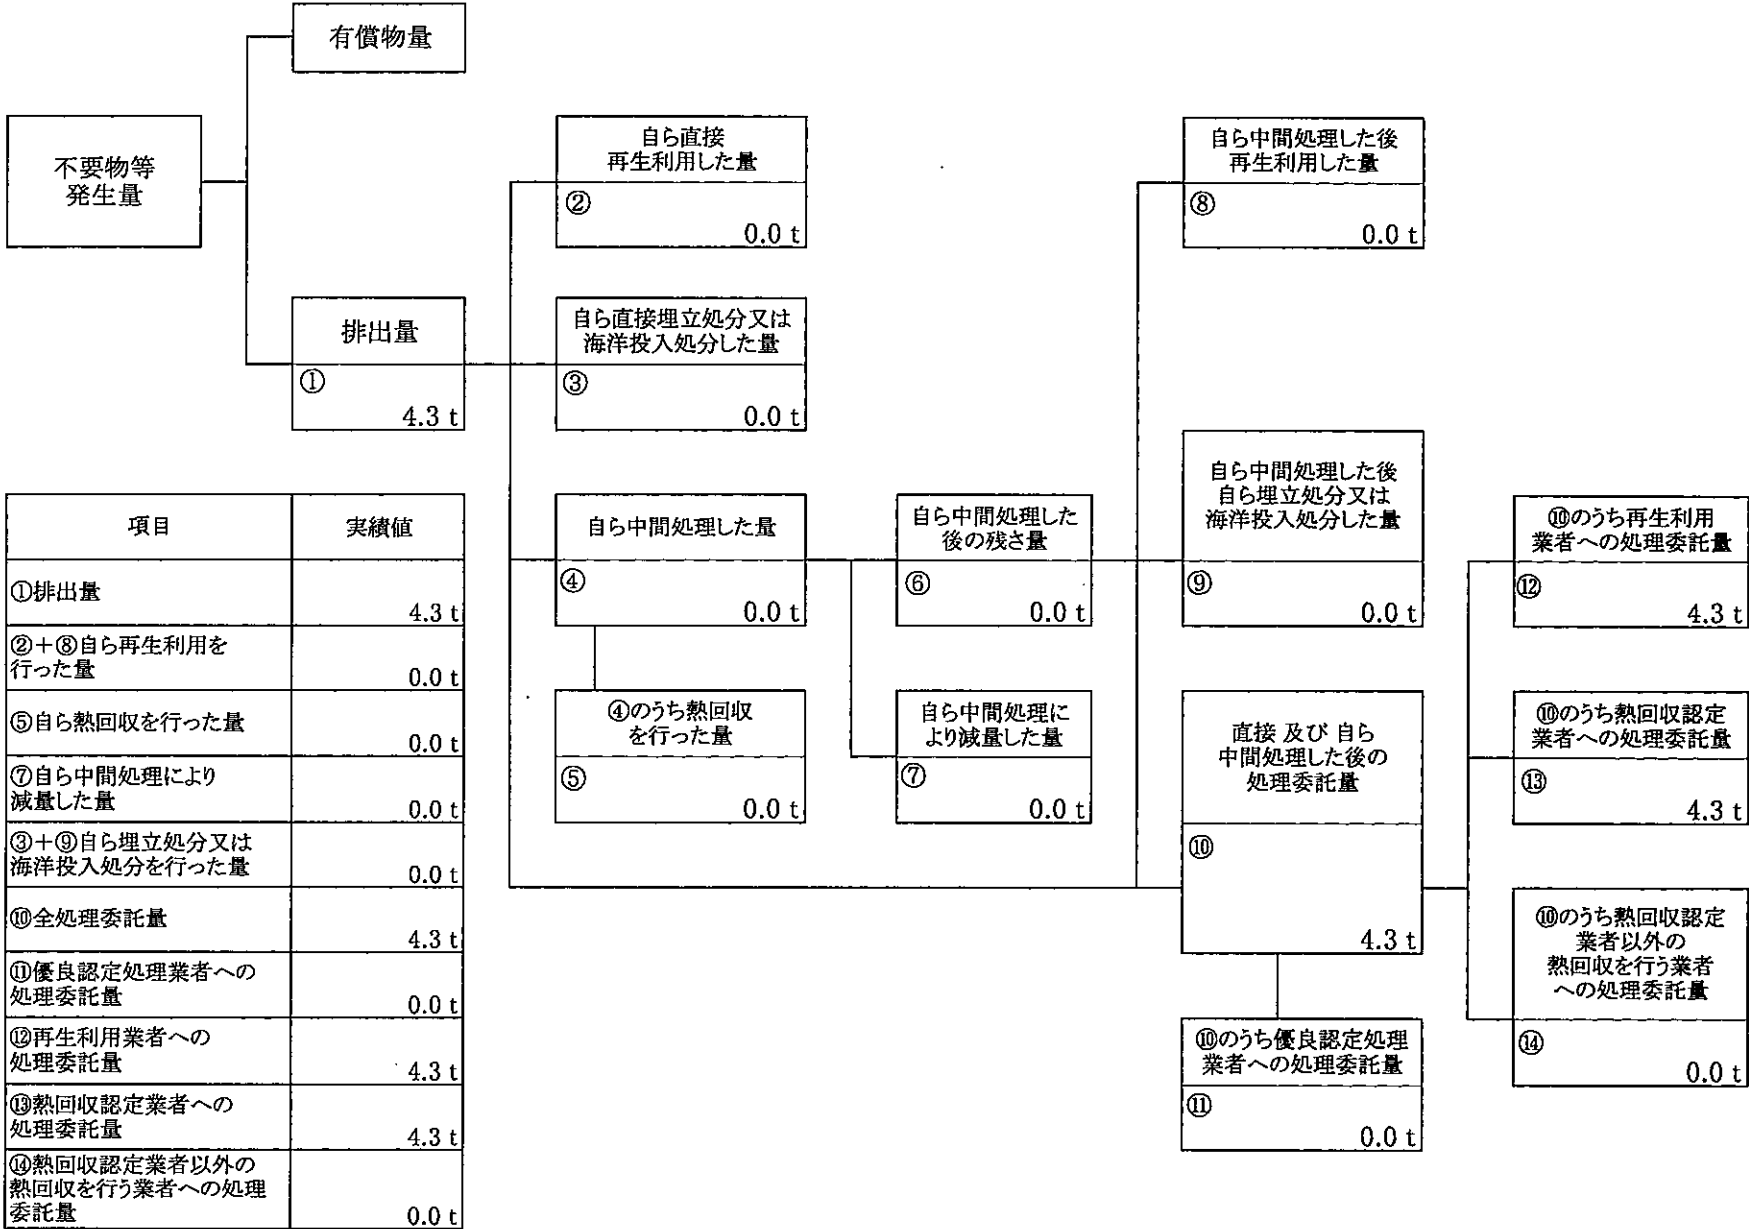 有償物量
不要物等
発生量
排出量
①
4.3 t
自ら直接
再生利用した量
②
0.0 t
自ら直接埋立処分又は
海洋投入処分した量
③
0.0 t
自ら中間処理した量
④
0.0 t
④のうち熱回収
を行った量
⑤
0.0 t
自ら中間処理した
後の残さ量
⑥
0.0 t
自ら中間処理に
より減量した量
⑦
0.0 t
自ら中間処理した後
再生利用した量
⑧
0.0 t
自ら中間処理した後
自ら埋立処分又は
海洋投入処分した量
⑨
0.0 t
直接 及び 自ら
中間処理した後の
処理委託量
⑩
4.3 t
⑩のうち優良認定処理
業者への処理委託量
⑪
0.0 t
⑩のうち再生利用
業者への処理委託量
⑫
4.3 t
⑩のうち熱回収認定
業者への処理委託量
⑬
4.3 t
⑩のうち熱回収認定
業者以外の
熱回収を行う業者
への処理委託量
⑭
0.0 t
項目 実績値
①排出量
4.3 t
②＋⑧自ら再生利用を
行った量
0.0 t
⑤自ら熱回収を行った量
0.0 t
⑦自ら中間処理により
減量した量
0.0 t
③＋⑨自ら埋立処分又は
海洋投入処分を行った量
0.0 t
⑩全処理委託量
4.3 t
⑪優良認定処理業者への
処理委託量
0.0 t
⑫再生利用業者への
処理委託量
4.3 t
⑬熱回収認定業者への
処理委託量
4.3 t
⑭熱回収認定業者以外の
熱回収を行う業者への処理
委託量
0.0 t